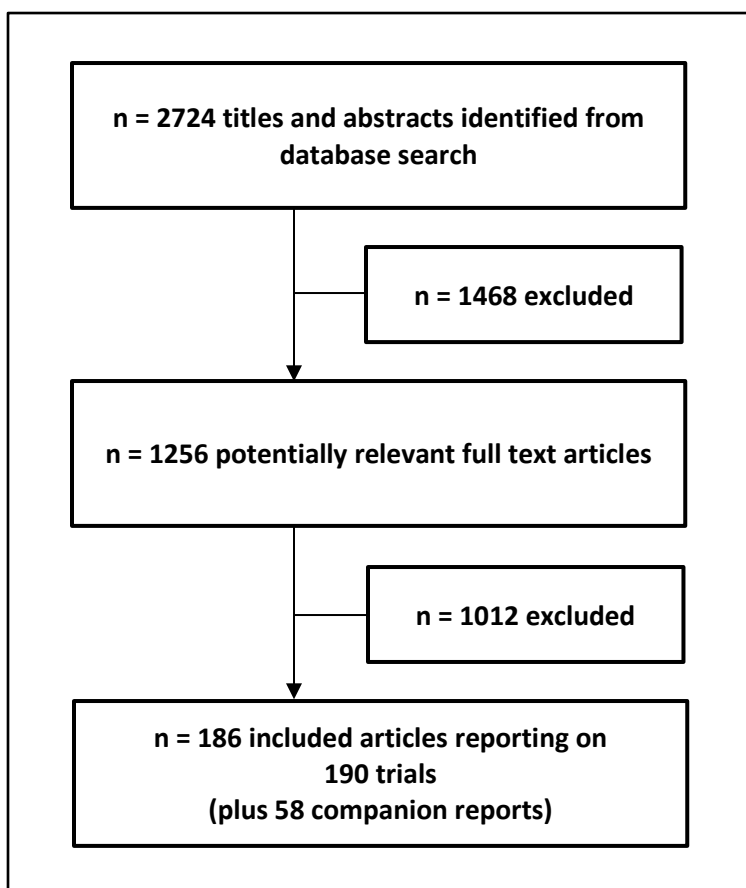 n = 2724 titles and abstracts identified from
database search
n = 1468 excluded
n = 1256 potentially relevant full text articles
n = 1012 excluded
n = 186 included articles reporting on
190 trials
(plus 58 companion reports)